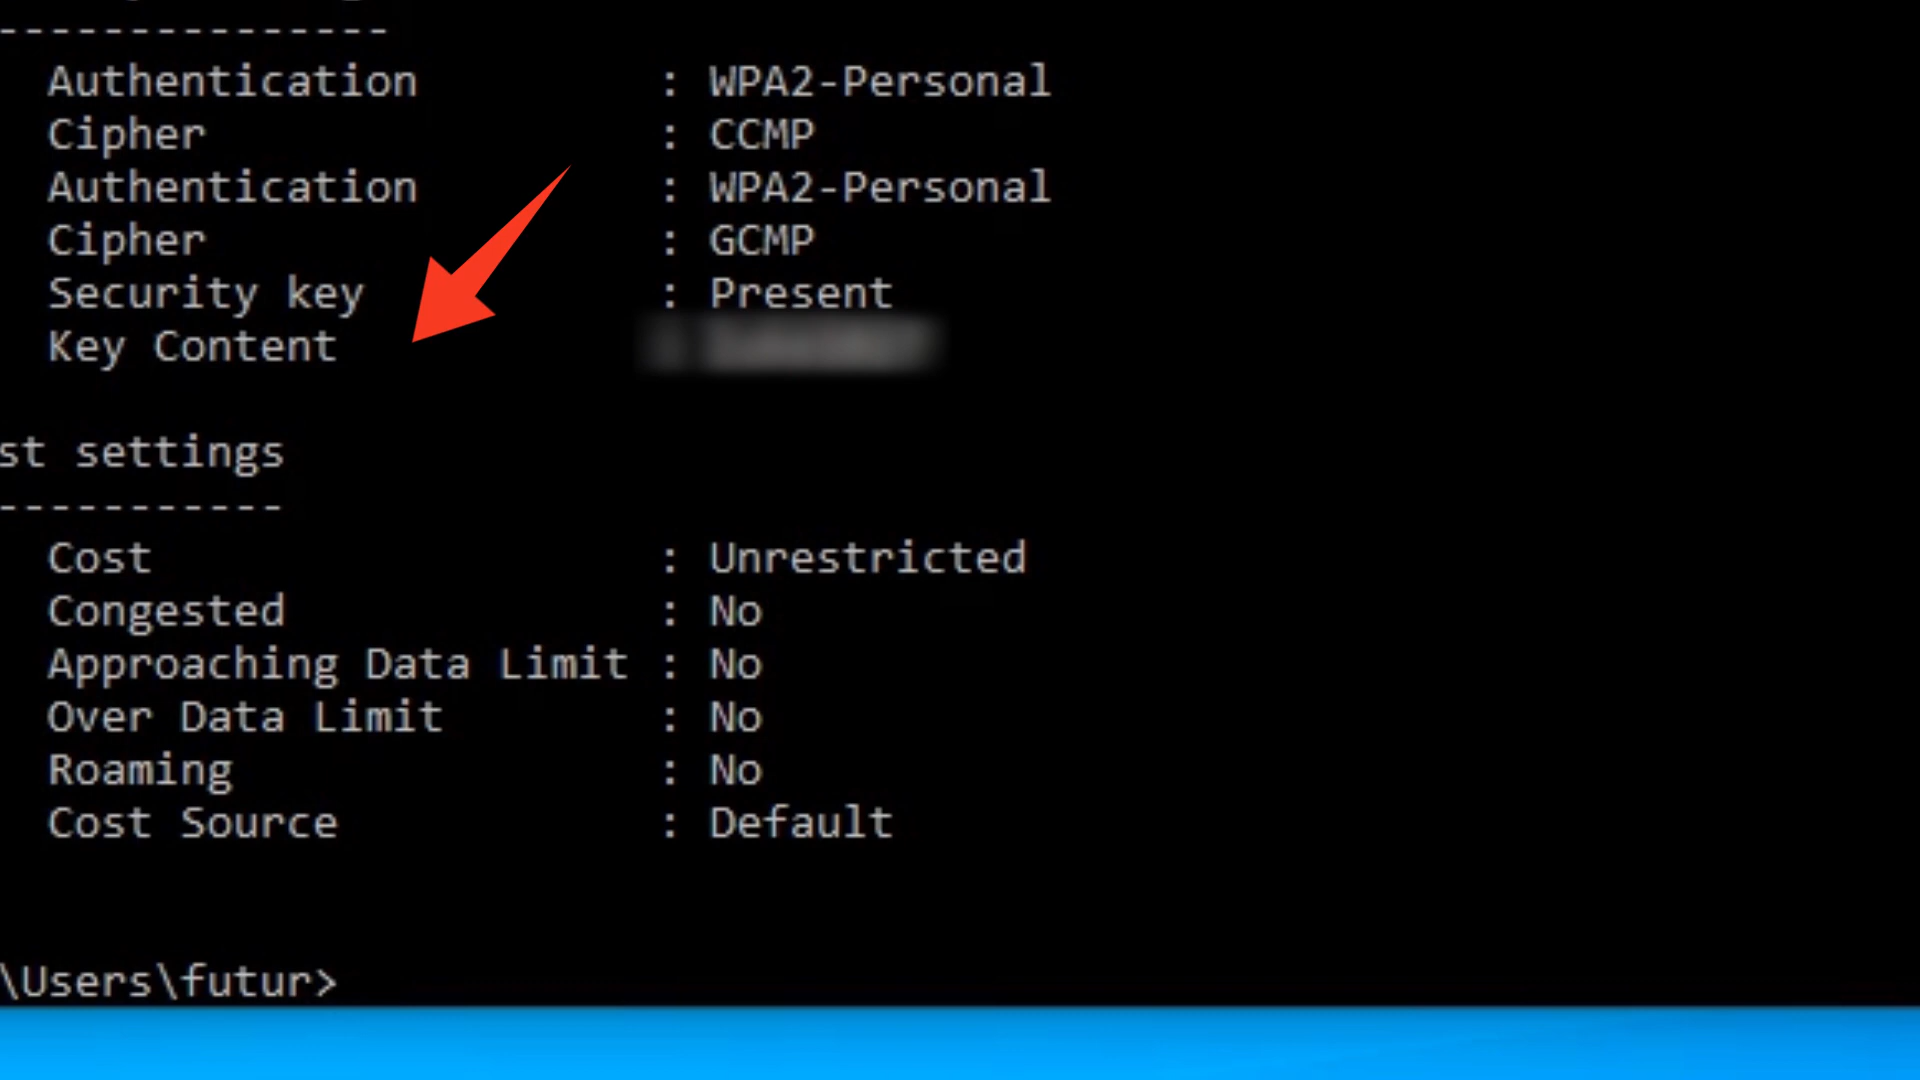 ---------------
Authentication : WPA2-Personal
Cipher : CCMP
Authentication : WPA2-Personal
Cipher : GCMP
Security key : Present
Key Content
st settings
-----------
Cost : Unrestricted
Congested : No
Approaching Data Limit : No
Over Data Limit : No
Roaming : No
Cost Source : Default
\Users\futur>